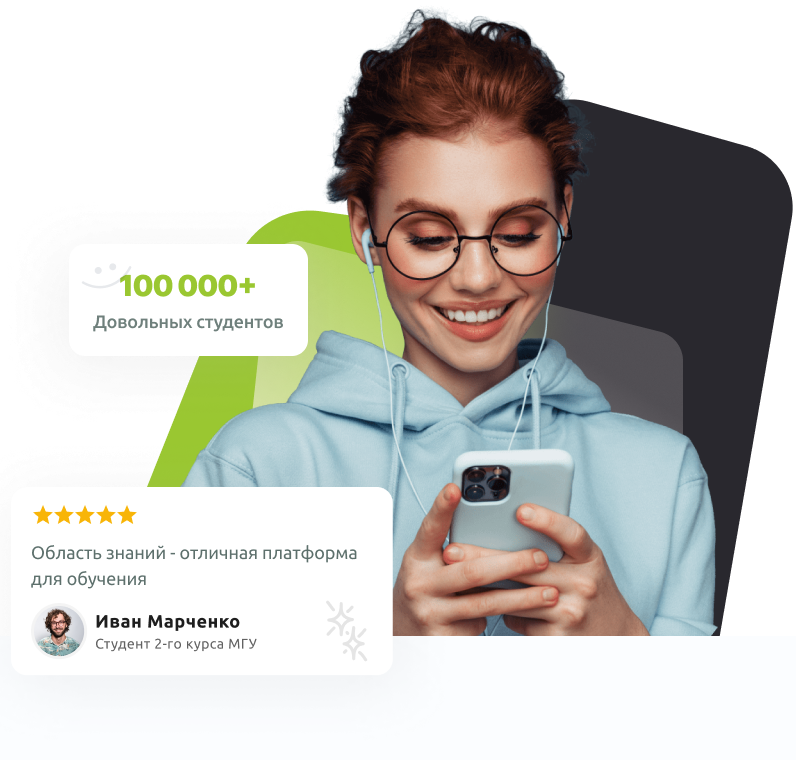 100 000+
Довольных студентов
Область знаний - отличная платформа
для обучения
Иван Марченко
Студент 2-го курса МГУ